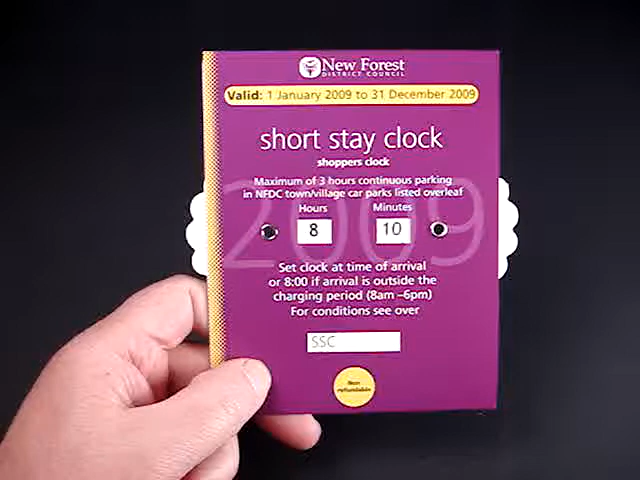 New Forest
DISTRICT COUNCIL
Valid: 1 January 2009 to 31 December 2009
short stay clock
shoppers clock
Maximum of 3 hours continuous parking
in NFDC town/village car parks listed overleaf
2009
Hours Minutes
8 10
Set clock at time of arrival
or 8:00 if arrival is outside the
charging period (8am –6pm)
For conditions see over
SSC
Non
refundable